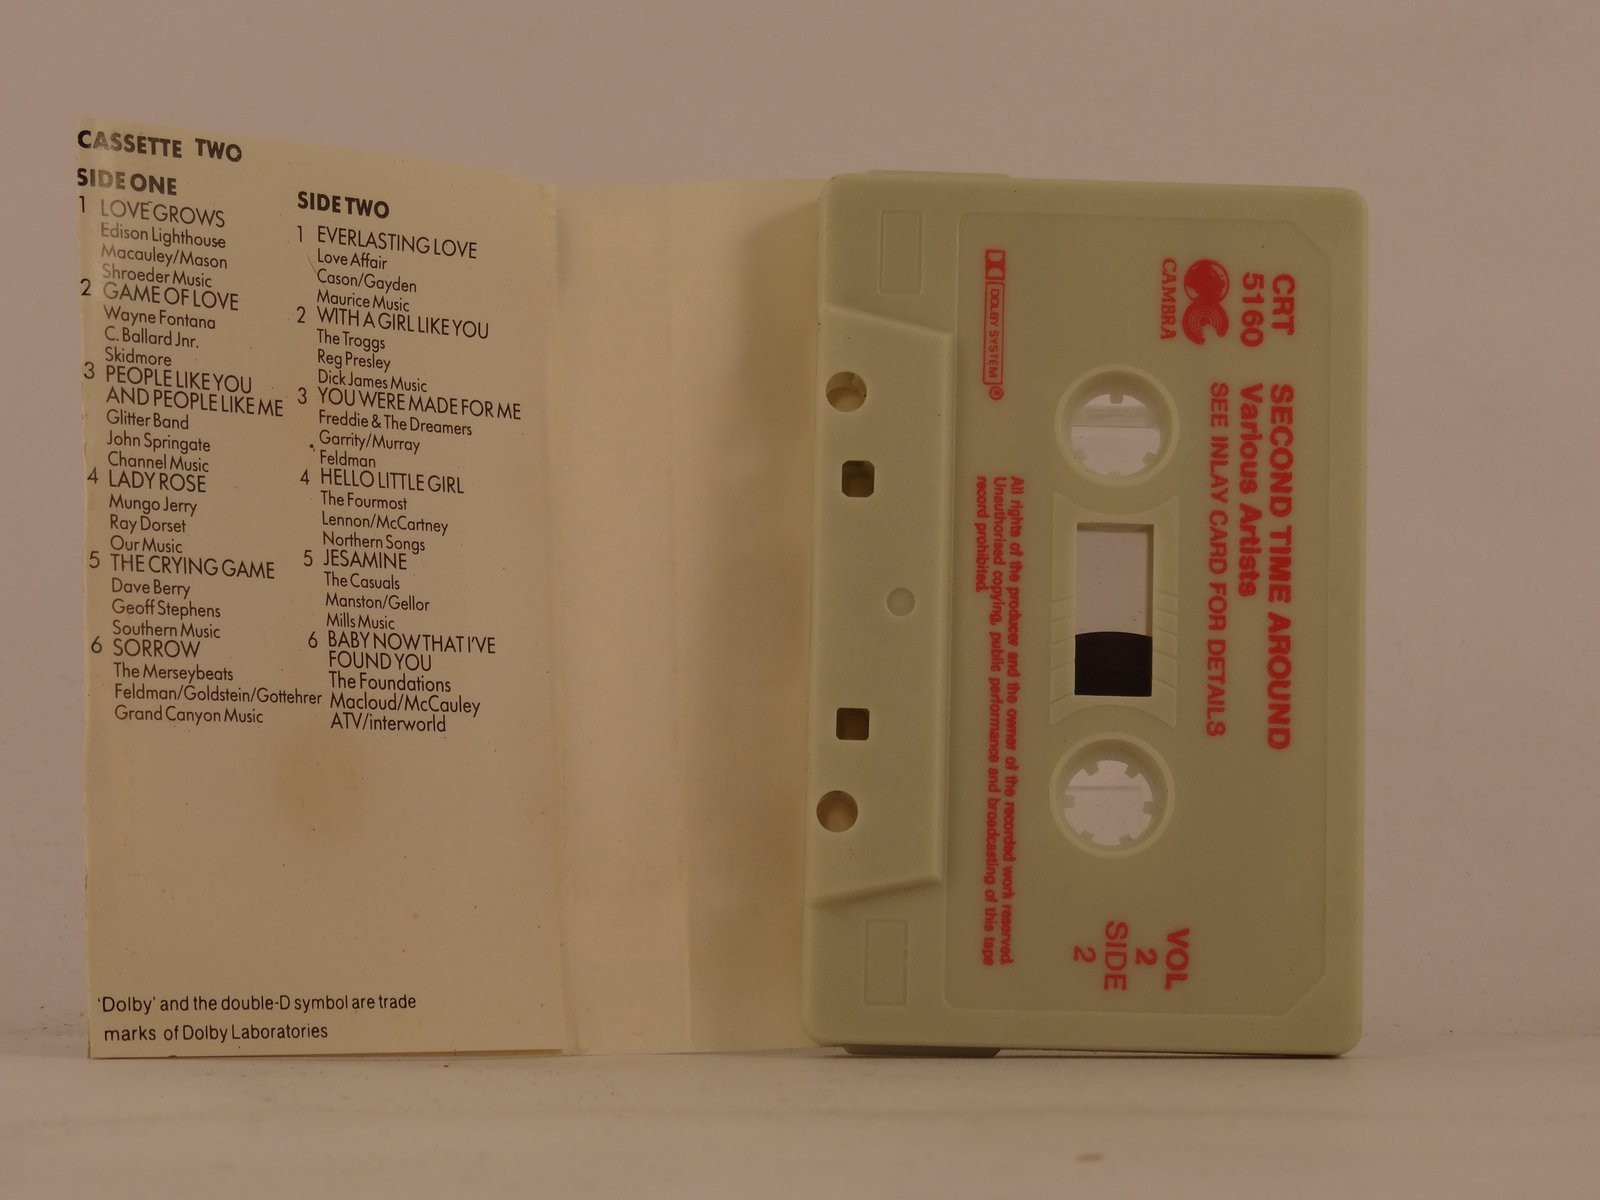 CASSETTE TWO
SIDE ONE
1 LOVE GROWS
Edison Lighthouse
Macauley/Mason
Shroeder Music
2 GAME OF LOVE
Wayne Fontana
C. Ballard Jnr.
Skidmore
3 PEOPLE LIKE YOU
AND PEOPLE LIKE ME
Glitter Band
John Springate
Channel Music
4 LADY ROSE
Mungo Jerry
Ray Dorset
Our Music
5 THE CRYING GAME
Dave Berry
Geoff Stephens
Southern Music
6 SORROW
The Merseybeats
Feldman/Goldstein/Gottehrer
Grand Canyon Music
SIDE TWO
1 EVERLASTING LOVE
Love Affair
Cason/Gayden
Maurice Music
2 WITH A GIRL LIKE YOU
The Troggs
Reg Presley
Dick James Music
3 YOU WERE MADE FOR ME
Freddie & The Dreamers
Garrity/Murray
Feldman
4 HELLO LITTLE GIRL
The Fourmost
Lennon/McCartney
Northern Songs
5 JESAMINE
The Casuals
Manston/Gellor
Mills Music
6 BABY NOW THAT I'VE
FOUND YOU
The Foundations
Macloud/McCauley
ATV/interworld
'Dolby' and the double-D symbol are trade
marks of Dolby Laboratories
CRT
5160
CAMBRA
SECOND TIME AROUND
Various Artists
SEE INLAY CARD FOR DETAILS
DOLBY SYSTEM ®
All rights of the producer and the owner of the recorded work reserved.
Unauthorised copying, public performance and broadcasting of this tape
record prohibited.
VOL
2
SIDE
2